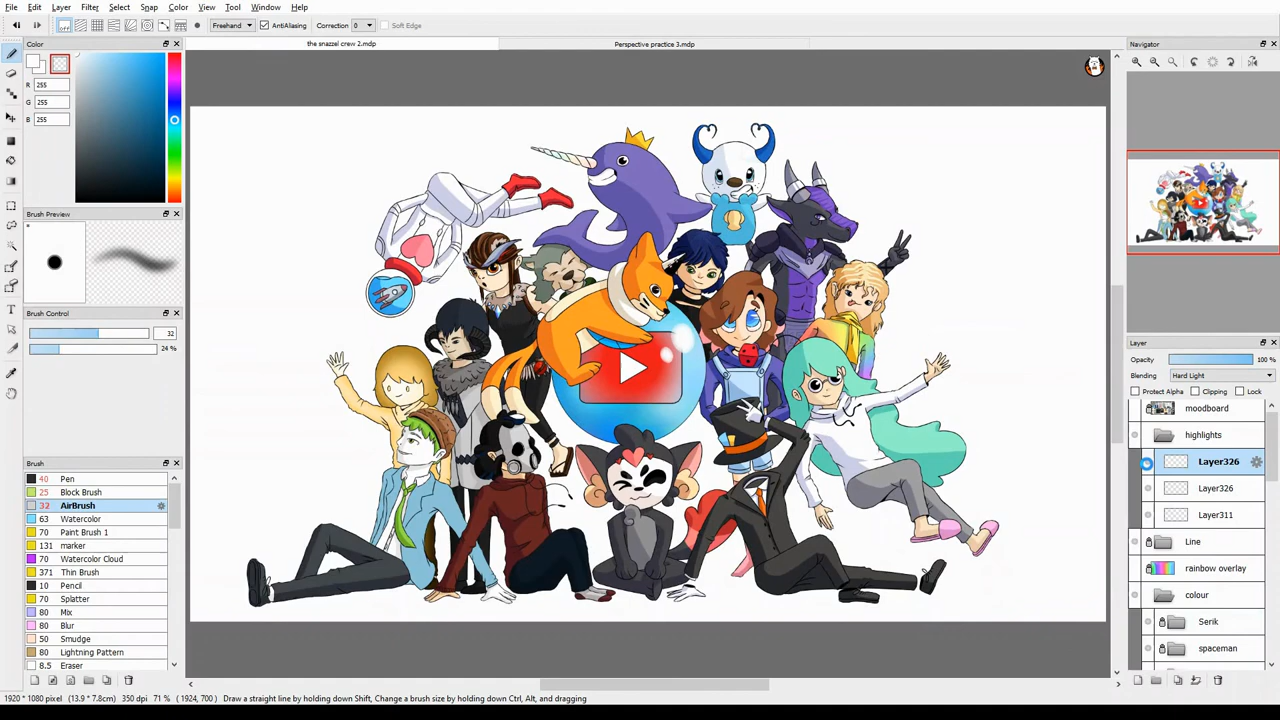 File Edit Layer Filter Select Snap Color View Tool Window Help
Freehand AntiAliasing Correction 0 Soft Edge
Color the snazzel crew 2.mdp Perspective practice 3.mdp Navigator
R 255
G 255
B 255
Brush Preview
Brush Control
32
24 %
Layer
Opacity 100 %
Blending Hard Light
Protect Alpha Clipping Lock
moodboard
highlights
Layer326
Layer326
Layer311
Line
rainbow overlay
colour
Serik
spaceman
Brush
40 Pen
25 Block Brush
32 AirBrush
63 Watercolor
70 Paint Brush 1
131 marker
70 Watercolor Cloud
371 Thin Brush
10 Pencil
70 Splatter
80 Mix
80 Blur
50 Smudge
80 Lightning Pattern
8.5 Eraser
1920 * 1080 pixel (13.9 * 7.8cm) 350 dpi 71 % ( 1924, 700 ) Draw a straight line by holding down Shift, Change a brush size by holding down Ctrl, Alt, and dragging